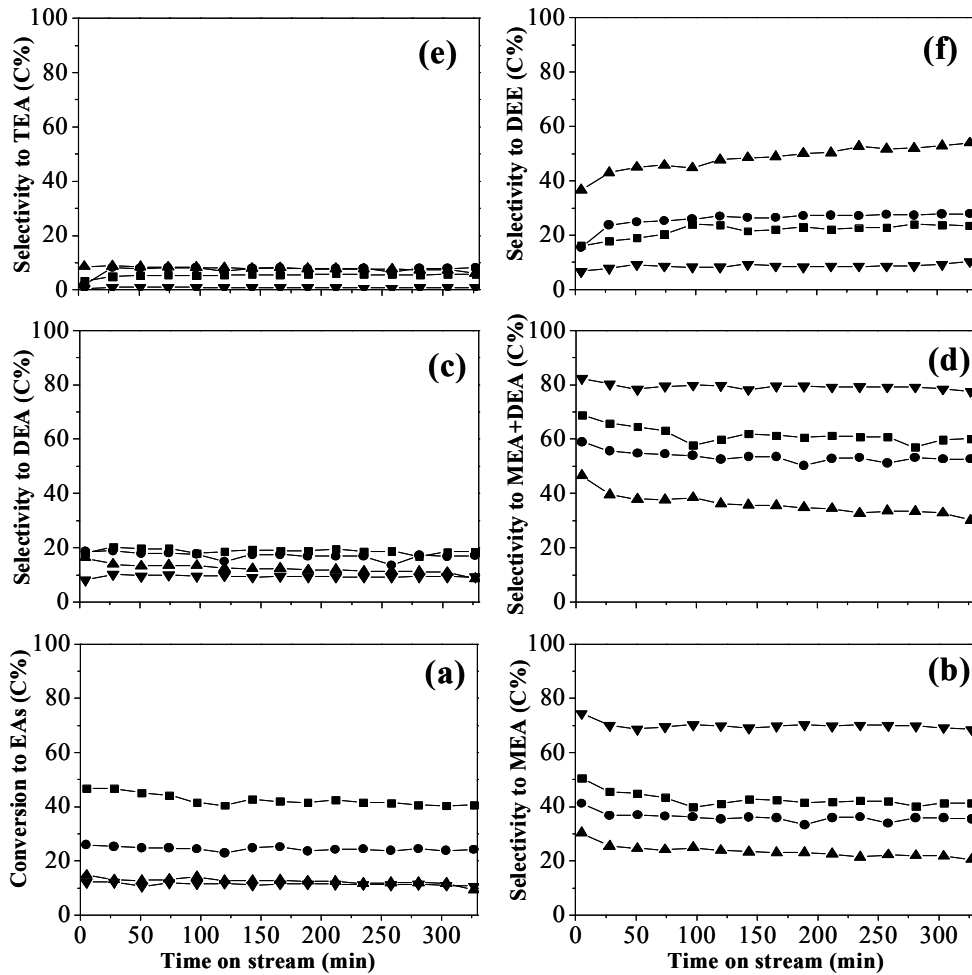 (e)
Selectivity to TEA (C%)
100
80
60
40
20
0
(f)
Selectivity to DEE (C%)
100
80
60
40
20
0
(c)
Selectivity to DEA (C%)
100
80
60
40
20
0
(d)
Selectivity to MEA+DEA (C%)
100
80
60
40
20
0
(a)
Conversion to EAs (C%)
100
80
60
40
20
0
0 50 100 150 200 250 300
Time on stream (min)
(b)
Selectivity to MEA (C%)
100
80
60
40
20
0
0 50 100 150 200 250 300
Time on stream (min)